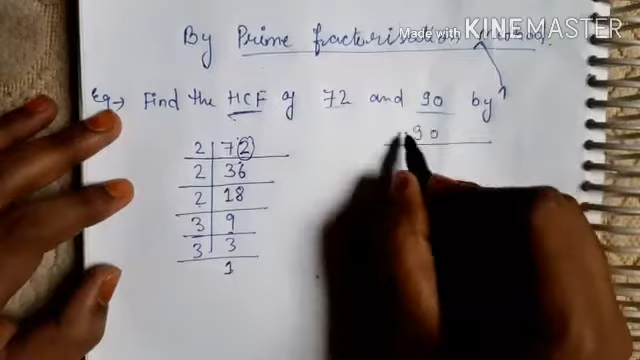 Made with KINEMASTER
By Prime factorisation
Eg → Find the HCF of 72 and 90 by
90
2 72
2 36
2 18
3 9
3 3
1